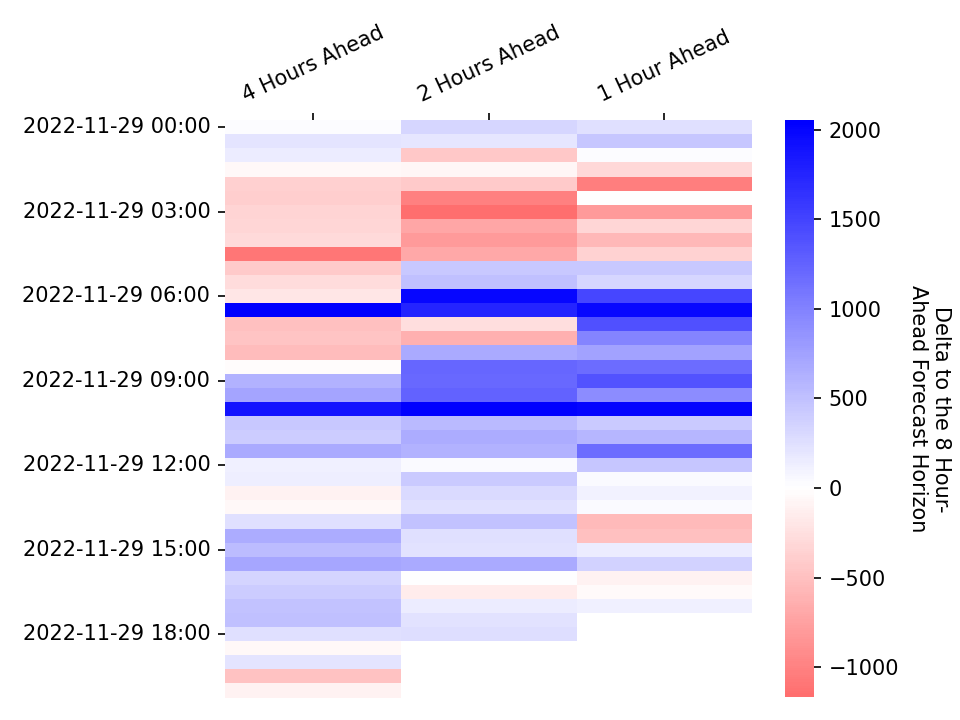 4 Hours Ahead
2 Hours Ahead
1 Hour Ahead
2022-11-29 00:00
2022-11-29 03:00
2022-11-29 06:00
2022-11-29 09:00
2022-11-29 12:00
2022-11-29 15:00
2022-11-29 18:00
2000
1500
1000
500
0
−500
−1000
Delta to the 8 Hour-
Ahead Forecast Horizon